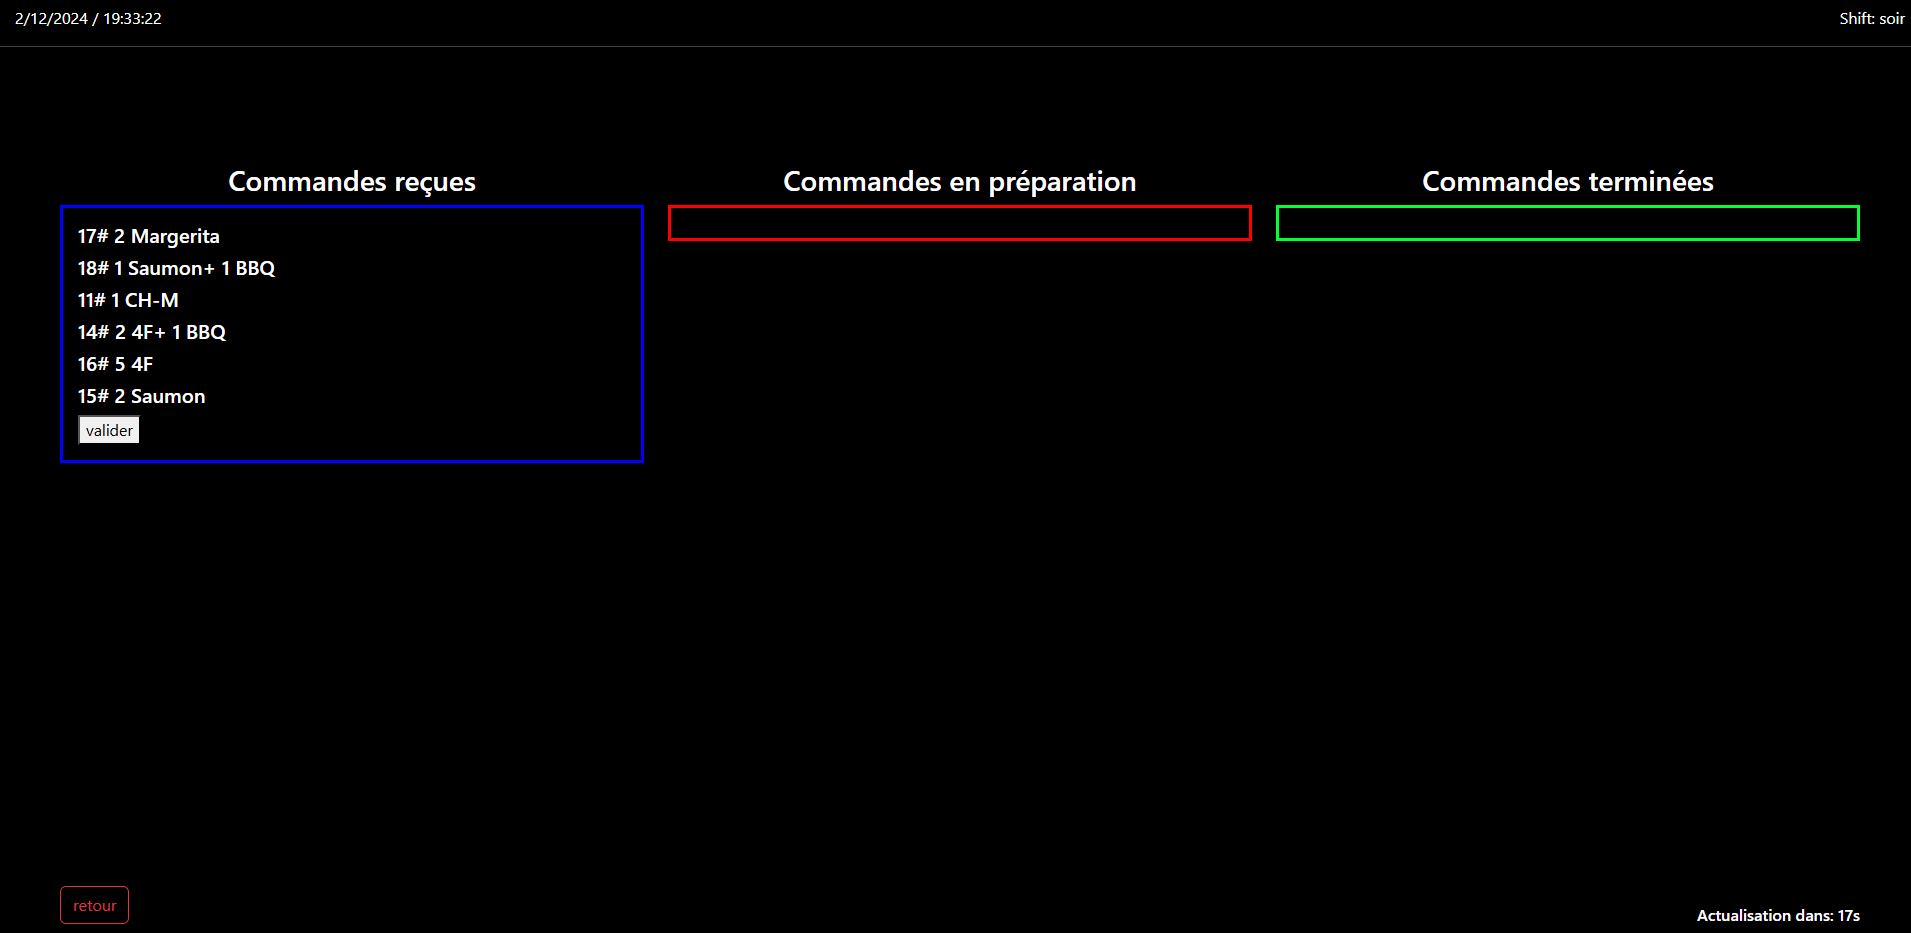 2/12/2024 / 19:33:22
Shift: soir
Commandes reçues
17# 2 Margerita
18# 1 Saumon+ 1 BBQ
11# 1 CH-M
14# 2 4F+ 1 BBQ
16# 5 4F
15# 2 Saumon
valider
Commandes en préparation
Commandes terminées
retour
Actualisation dans: 17s